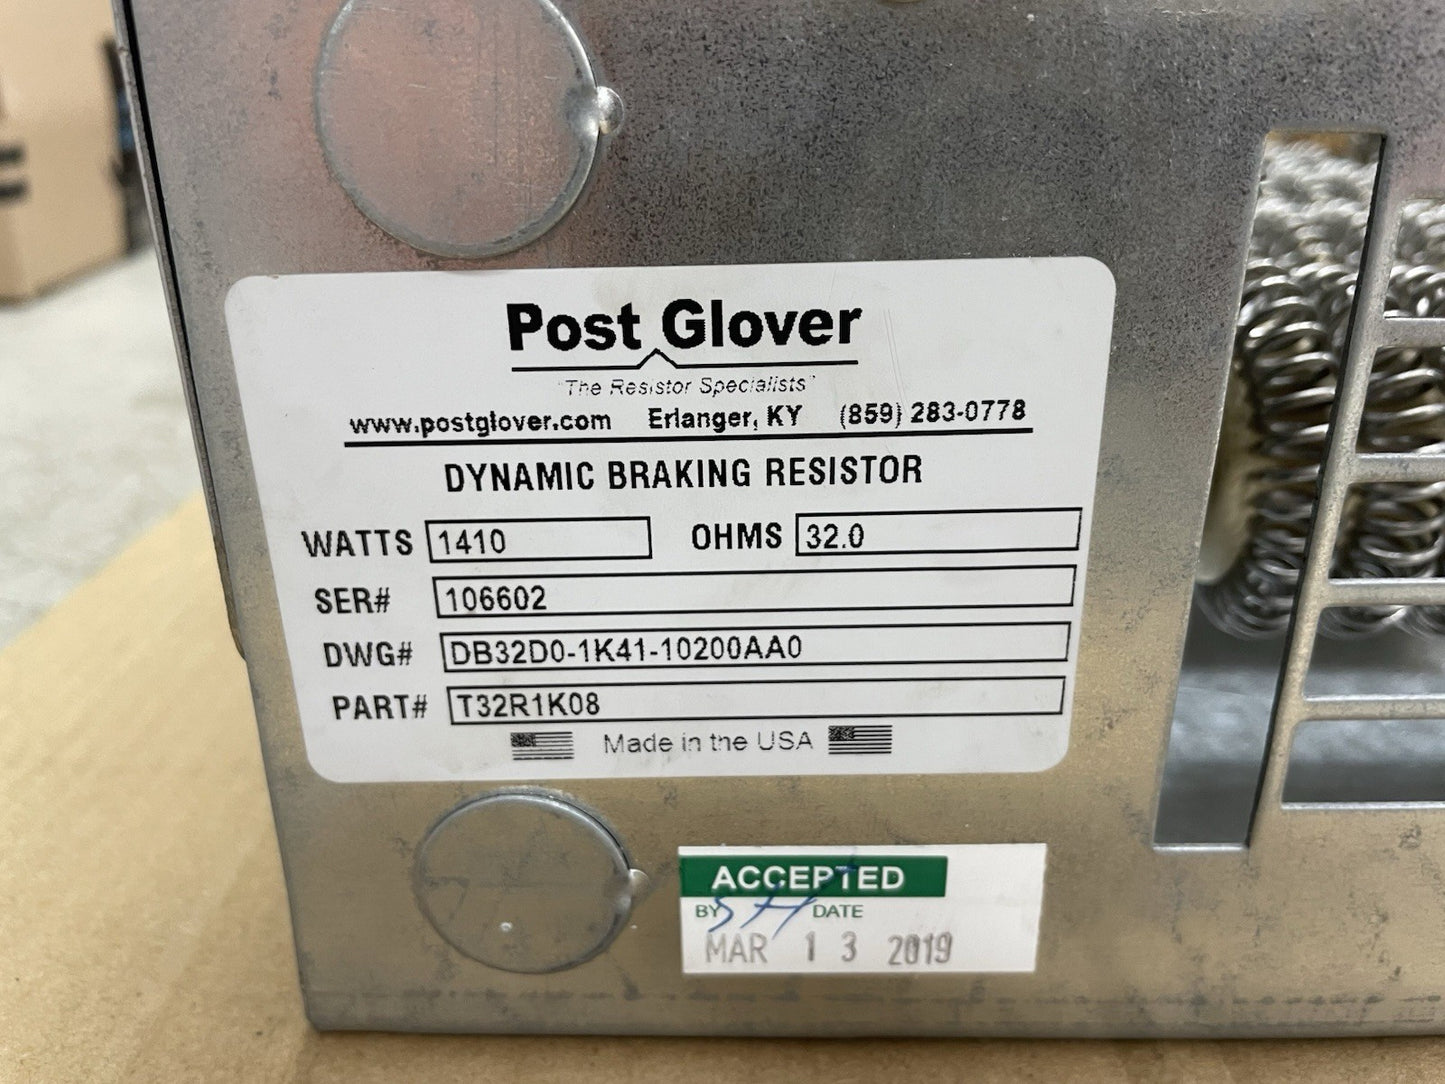 Post Glover
"The Resistor Specialists"
www.postglover.com Erlanger, KY (859) 283-0778
DYNAMIC BRAKING RESISTOR
WATTS 1410 OHMS 32.0
SER# 106602
DWG# DB32D0-1K41-10200AA0
PART# T32R1K08
Made in the USA
ACCEPTED
BY SH DATE
MAR 13 2019